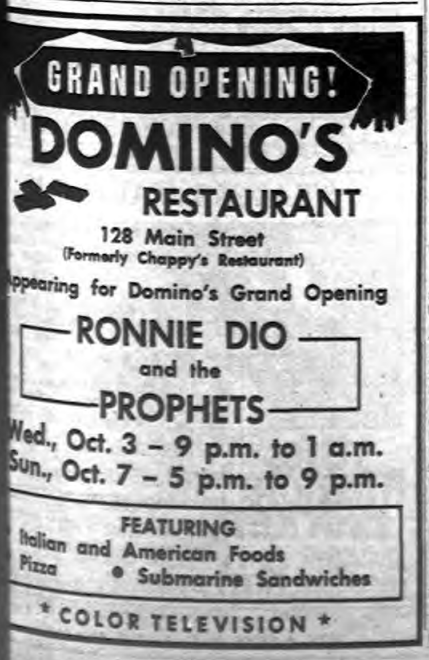 GRAND OPENING!
DOMINO'S
RESTAURANT
128 Main Street
(Formerly Chappy's Restaurant)
Appearing for Domino's Grand Opening
RONNIE DIO
and the
PROPHETS
Wed., Oct. 3 – 9 p.m. to 1 a.m.
Sun., Oct. 7 – 5 p.m. to 9 p.m.
FEATURING
Italian and American Foods
Pizza ● Submarine Sandwiches
* COLOR TELEVISION *